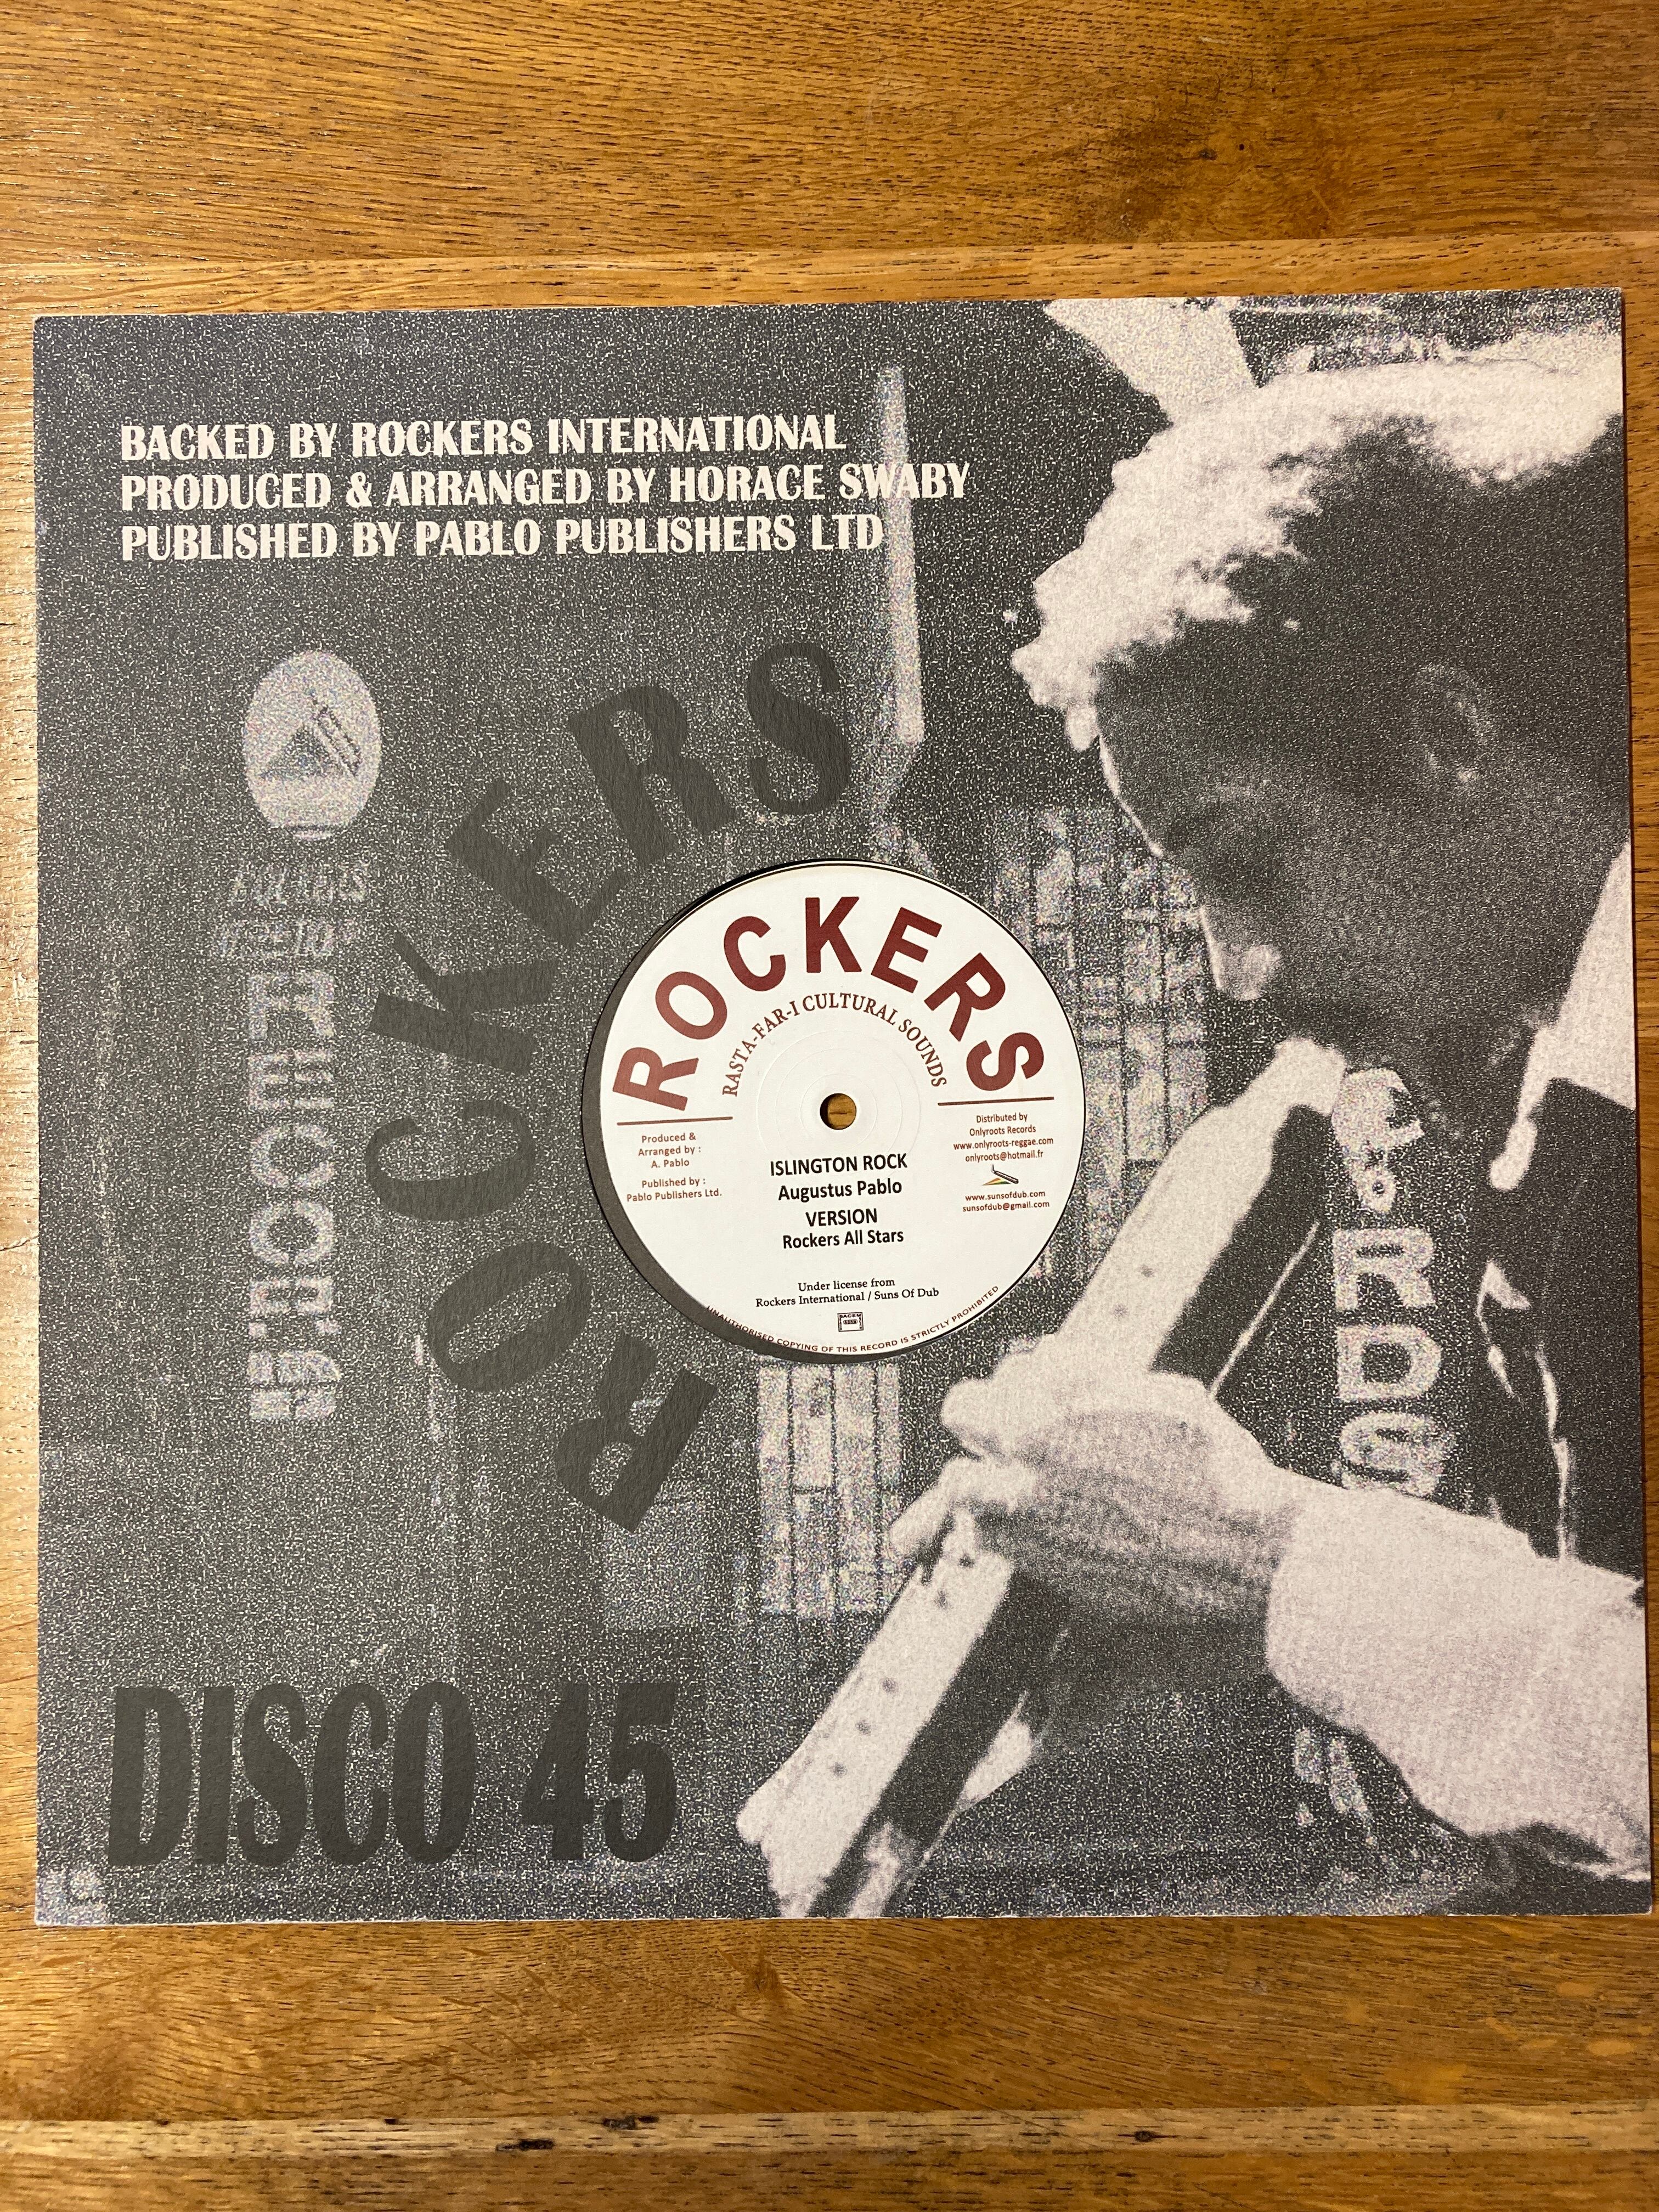 BACKED BY ROCKERS INTERNATIONAL
PRODUCED & ARRANGED BY HORACE SWABY
PUBLISHED BY PABLO PUBLISHERS LTD
ROCKERS
RECORDS
ROCKERS
RASTA-FAR-I CULTURAL SOUNDS
Produced &
Arranged by :
A. Pablo
Published by :
Pablo Publishers Ltd.
Distributed by
Onlyroots Records
www.onlyroots-reggae.com
onlyroots@hotmail.fr
www.sunsofdub.com
sunsofdub@gmail.com
ISLINGTON ROCK
Augustus Pablo
VERSION
Rockers All Stars
Under license from
Rockers International / Suns Of Dub
SACEM
UNAUTHORISED COPYING OF THIS RECORD IS STRICTLY PROHIBITED
DISCO 45